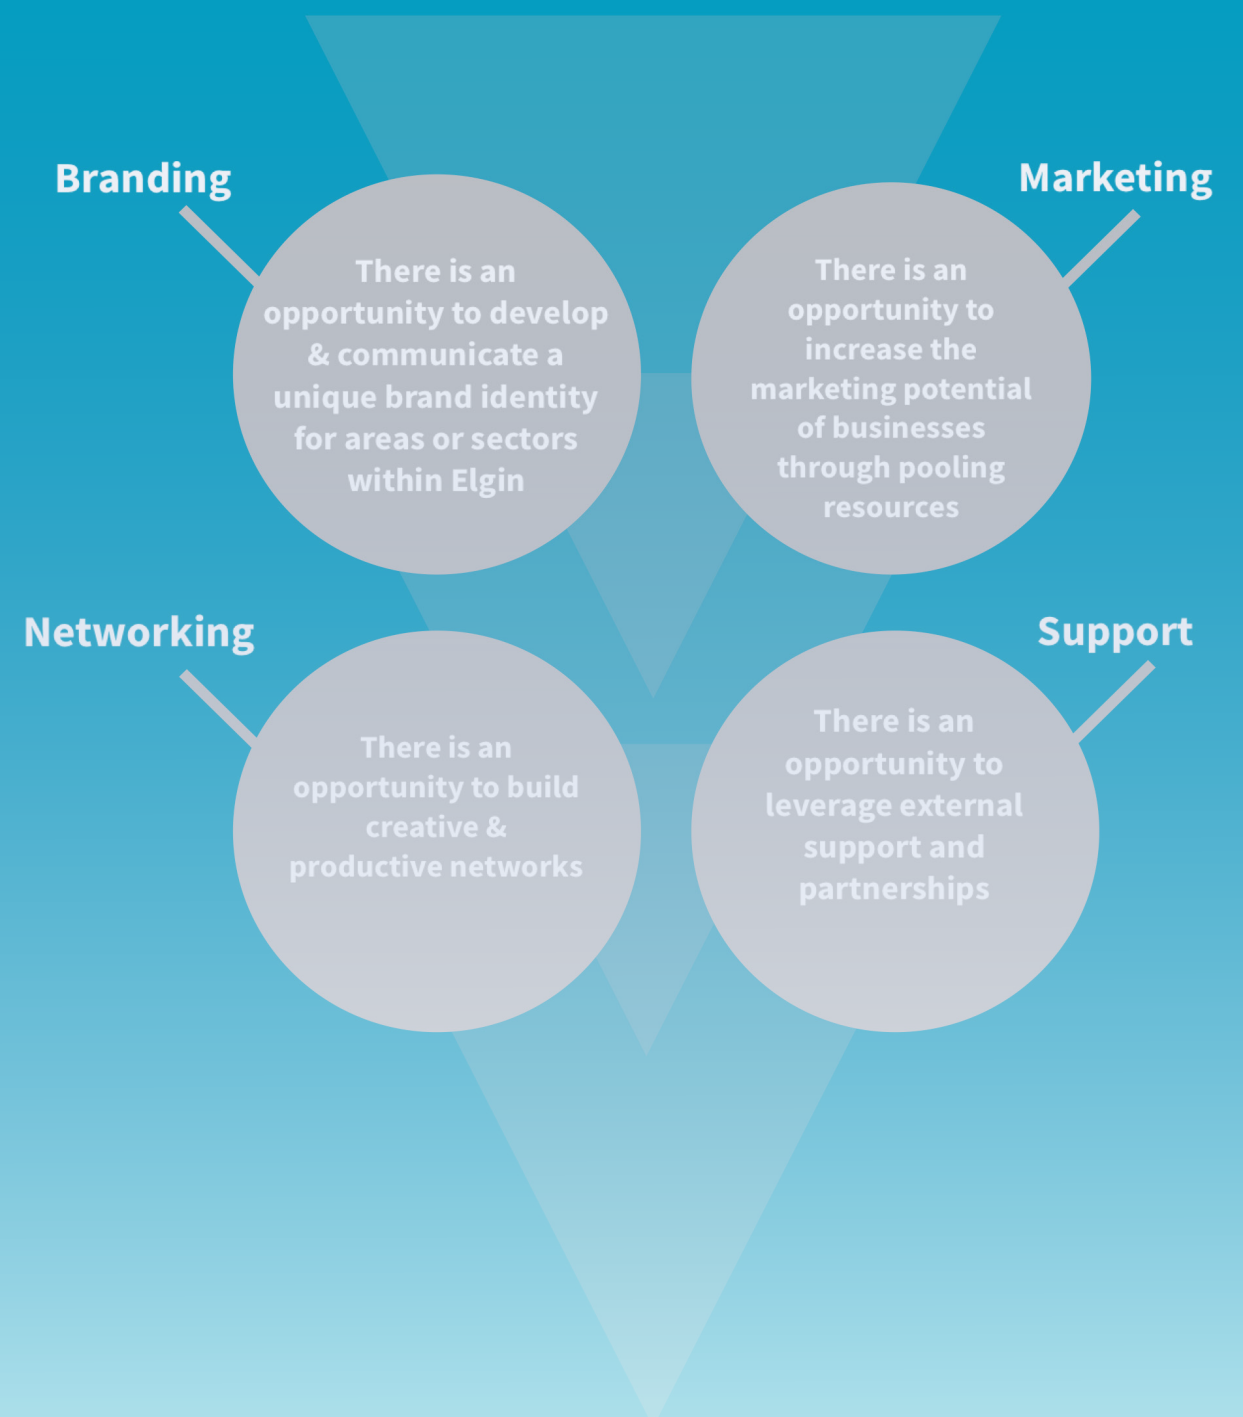 Branding
There is an
opportunity to develop
& communicate a
unique brand identity
for areas or sectors
within Elgin
Marketing
There is an
opportunity to
increase the
marketing potential
of businesses
through pooling
resources
Networking
There is an
opportunity to build
creative &
productive networks
Support
There is an
opportunity to
leverage external
support and
partnerships